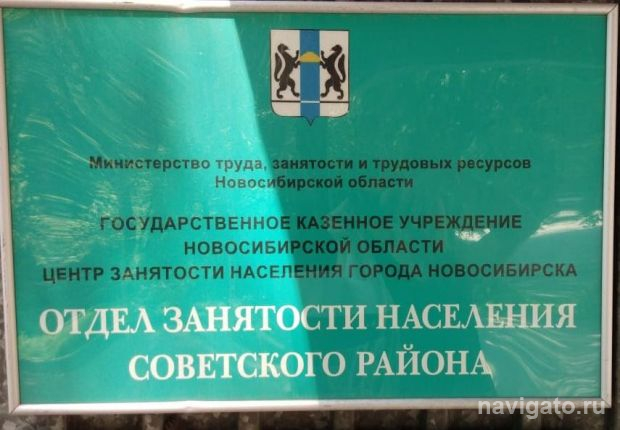 Министерство труда, занятости и трудовых ресурсов
Новосибирской области
ГОСУДАРСТВЕННОЕ КАЗЕННОЕ УЧРЕЖДЕНИЕ
НОВОСИБИРСКОЙ ОБЛАСТИ
ЦЕНТР ЗАНЯТОСТИ НАСЕЛЕНИЯ ГОРОДА НОВОСИБИРСКА
ОТДЕЛ ЗАНЯТОСТИ НАСЕЛЕНИЯ
СОВЕТСКОГО РАЙОНА
navigato.ru